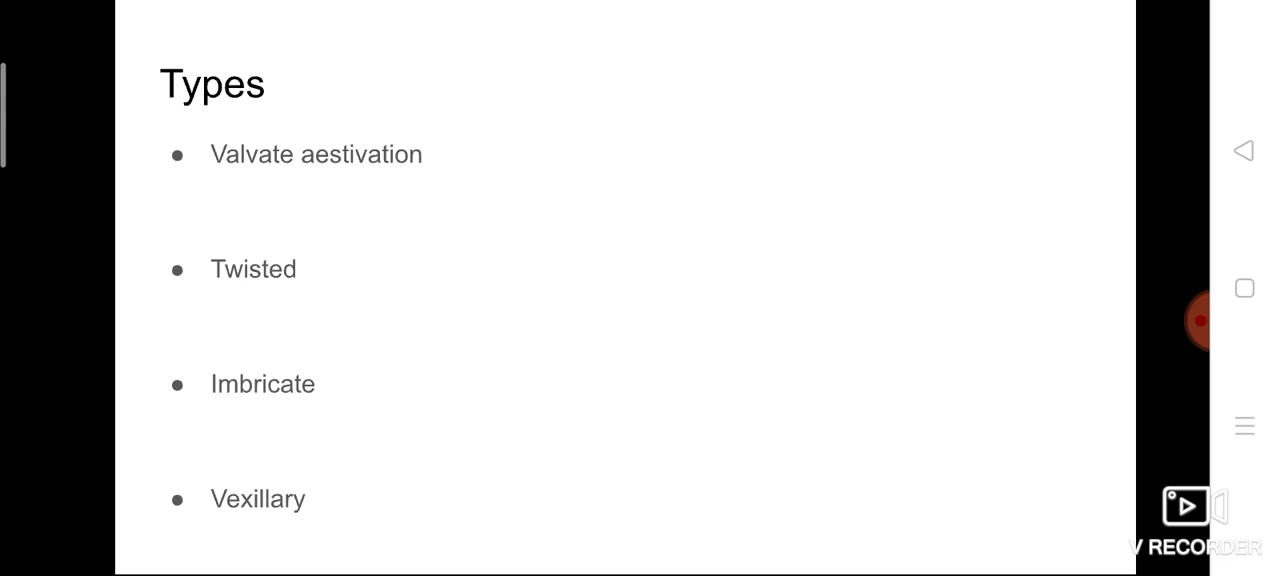 Types
● Valvate aestivation
● Twisted
● Imbricate
● Vexillary
V RECORDER